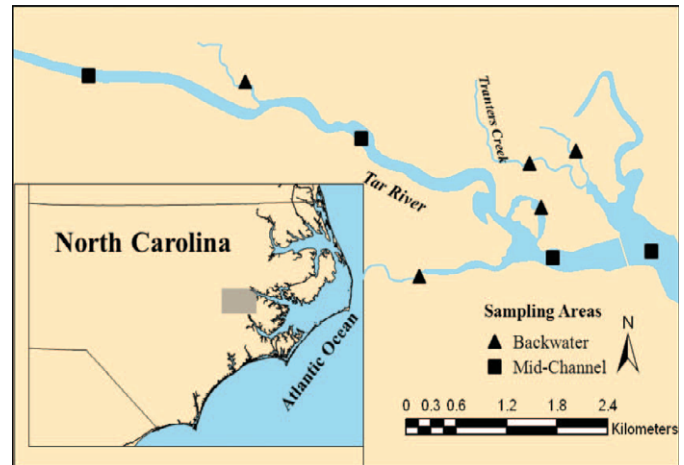 Tranters Creek
Tar River
North Carolina
Atlantic Ocean
Sampling Areas
Backwater
Mid-Channel
N
0 0.3 0.6 1.2 1.8 2.4
Kilometers